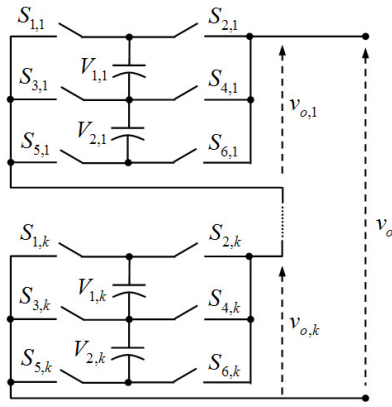 S1,1 S2,1
V1,1
S3,1 S4,1
vo,1
V2,1
S5,1 S6,1
vo
S1,k S2,k
V1,k
S3,k S4,k
vo,k
V2,k
S5,k S6,k